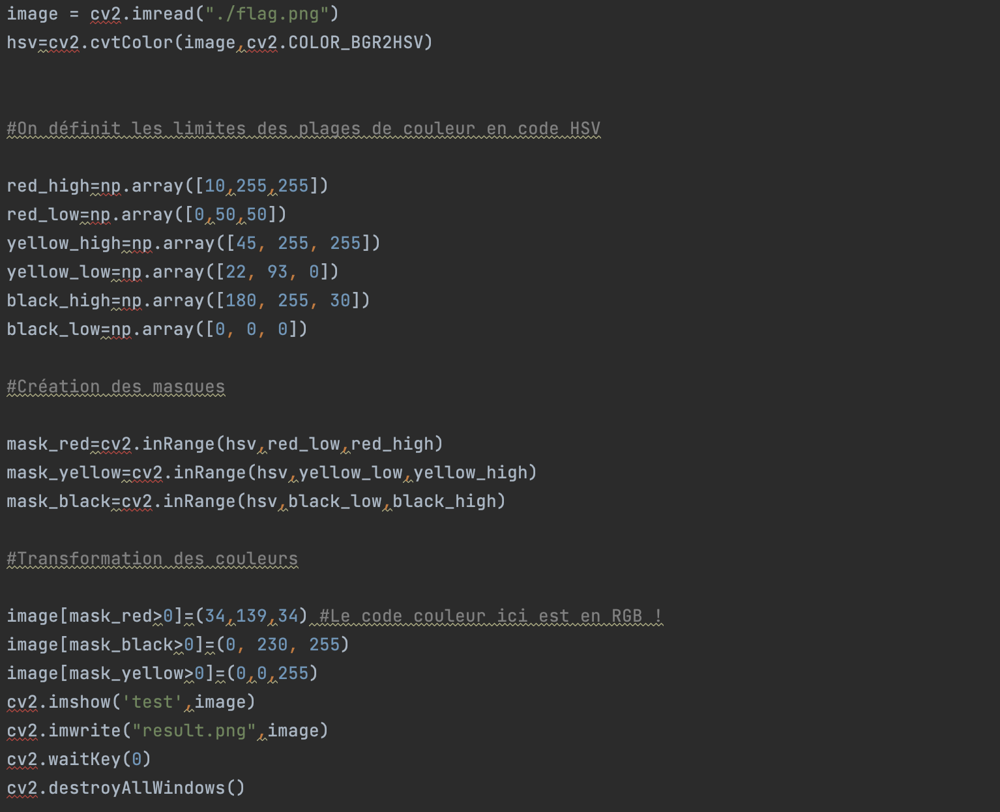 image = cv2.imread("./flag.png")
hsv=cv2.cvtColor(image,cv2.COLOR_BGR2HSV)
#On définit les limites des plages de couleur en code HSV
red_high=np.array([10,255,255])
red_low=np.array([0,50,50])
yellow_high=np.array([45, 255, 255])
yellow_low=np.array([22, 93, 0])
black_high=np.array([180, 255, 30])
black_low=np.array([0, 0, 0])
#Création des masques
mask_red=cv2.inRange(hsv,red_low,red_high)
mask_yellow=cv2.inRange(hsv,yellow_low,yellow_high)
mask_black=cv2.inRange(hsv,black_low,black_high)
#Transformation des couleurs
image[mask_red>0]=(34,139,34) #Le code couleur ici est en RGB !
image[mask_black>0]=(0, 230, 255)
image[mask_yellow>0]=(0,0,255)
cv2.imshow('test',image)
cv2.imwrite("result.png",image)
cv2.waitKey(0)
cv2.destroyAllWindows()